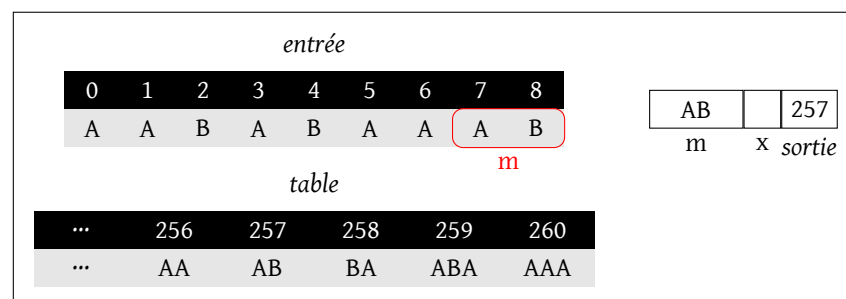 entrée
0 1 2 3 4 5 6 7 8
A A B A B A A A B
m
AB 257
m x sortie
table
... 256 257 258 259 260
... AA AB BA ABA AAA